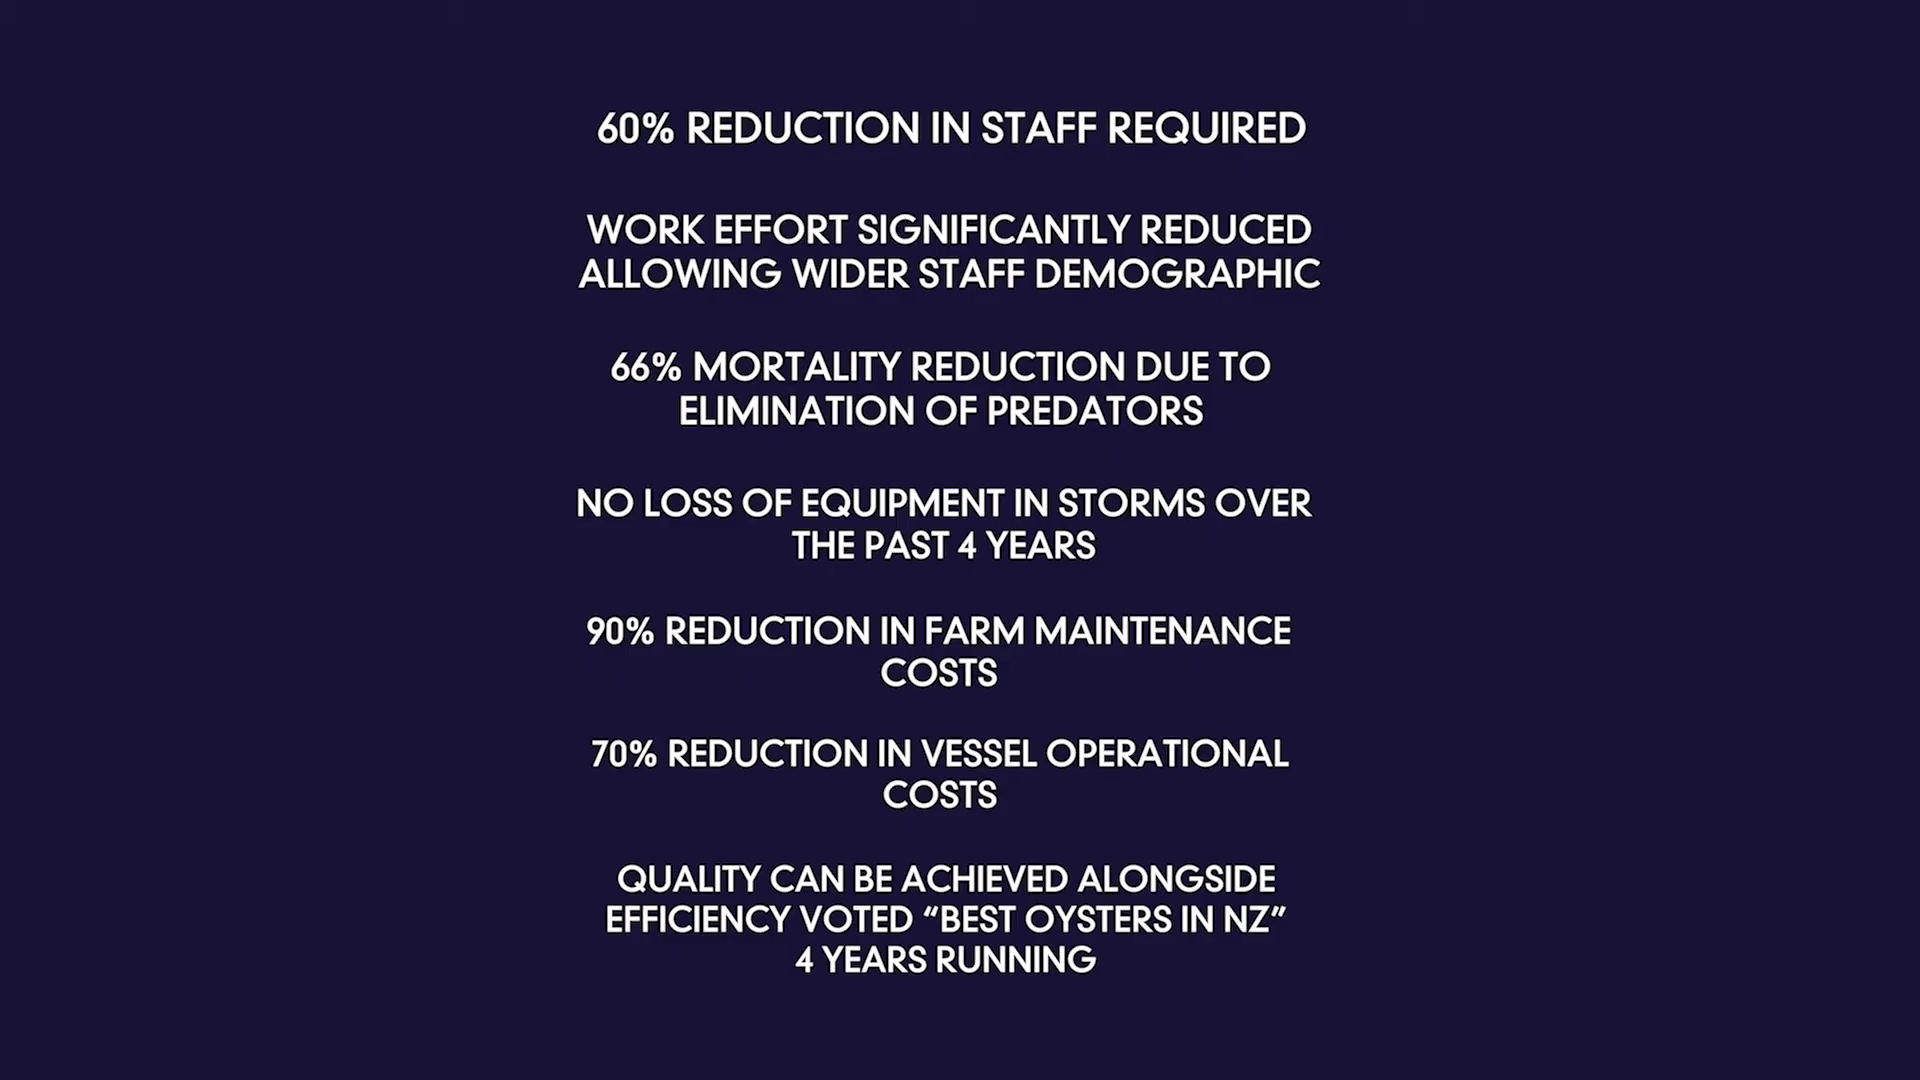 60% REDUCTION IN STAFF REQUIRED
WORK EFFORT SIGNIFICANTLY REDUCED
ALLOWING WIDER STAFF DEMOGRAPHIC
66% MORTALITY REDUCTION DUE TO
ELIMINATION OF PREDATORS
NO LOSS OF EQUIPMENT IN STORMS OVER
THE PAST 4 YEARS
90% REDUCTION IN FARM MAINTENANCE
COSTS
70% REDUCTION IN VESSEL OPERATIONAL
COSTS
QUALITY CAN BE ACHIEVED ALONGSIDE
EFFICIENCY VOTED “BEST OYSTERS IN NZ”
4 YEARS RUNNING